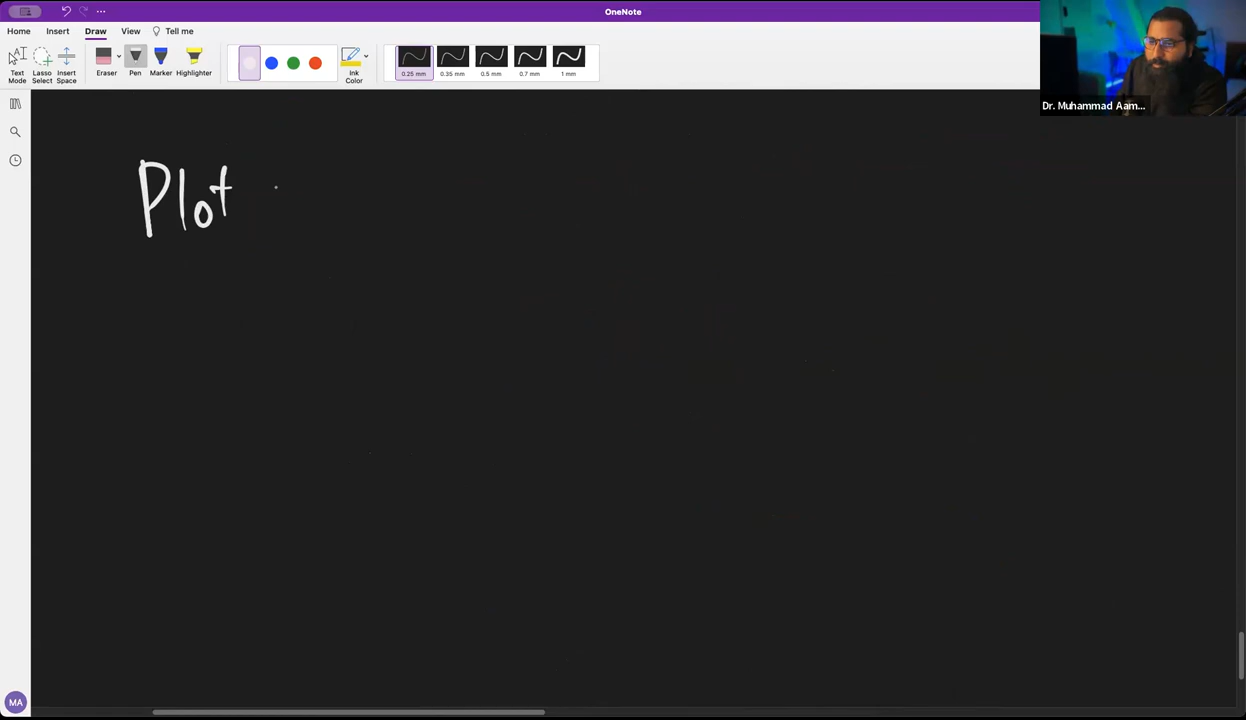 OneNote
Home Insert Draw View Tell me
Text Mode
Lasso Select
Insert Space
Eraser
Pen
Marker
Highlighter
Ink Color
0.25 mm
0.35 mm
0.5 mm
0.7 mm
1 mm
Dr. Muhammad Aam...
Plot
MA